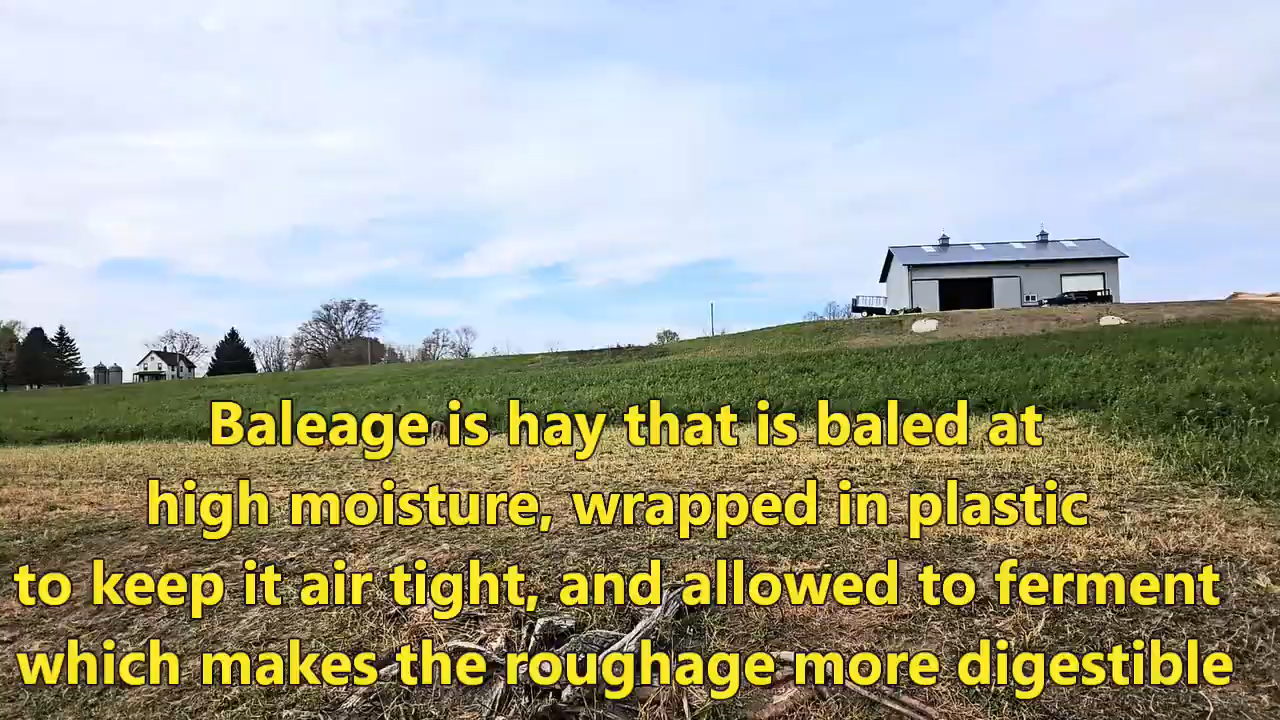 Baleage is hay that is baled at
high moisture, wrapped in plastic
to keep it air tight, and allowed to ferment
which makes the roughage more digestible